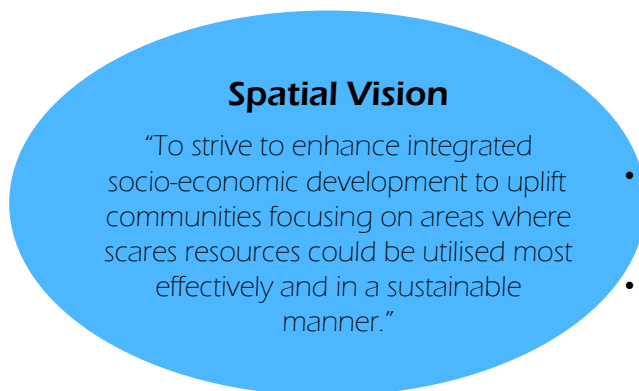 Spatial Vision
“To strive to enhance integrated
socio-economic development to uplift
communities focusing on areas where
scares resources could be utilised most
effectively and in a sustainable
manner.”